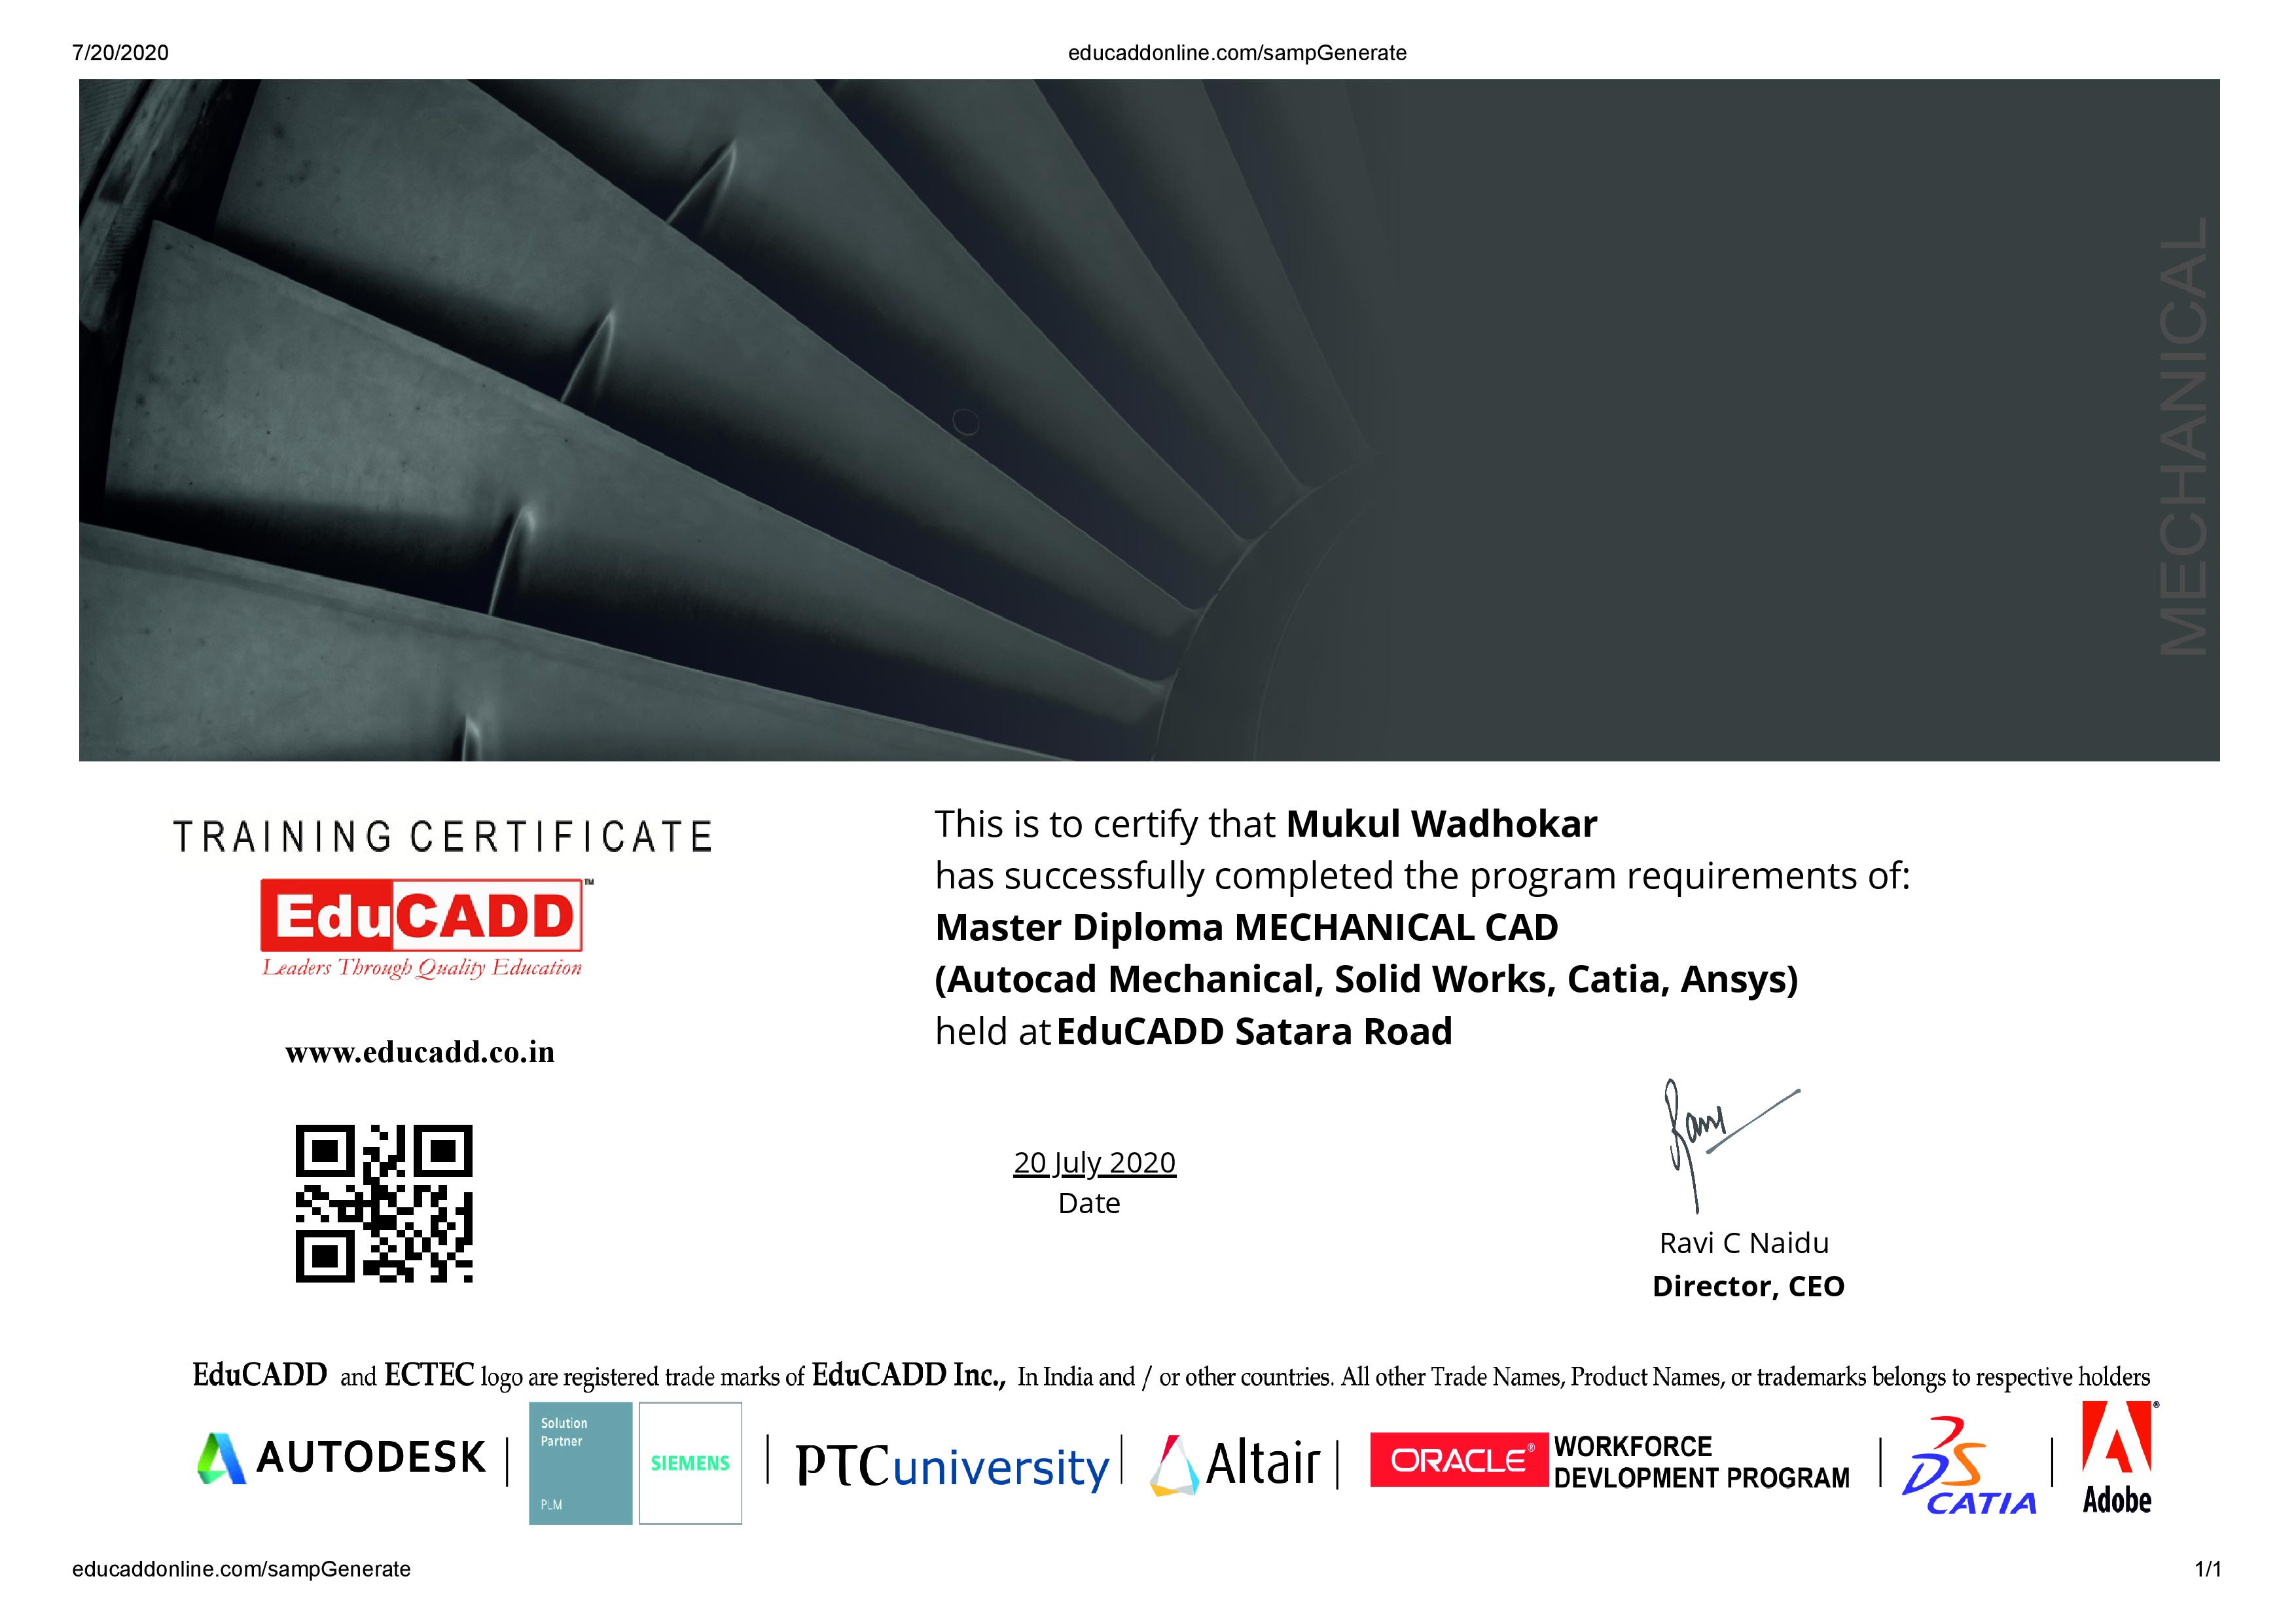 7/20/2020
educaddonline.com/sampGenerate
MECHANICAL
TRAINING CERTIFICATE
EduCADD™
Leaders Through Quality Education
www.educadd.co.in
This is to certify that Mukul Wadhokar
has successfully completed the program requirements of:
Master Diploma MECHANICAL CAD
(Autocad Mechanical, Solid Works, Catia, Ansys)
held at EduCADD Satara Road
20 July 2020
Date
Ravi C Naidu
Director, CEO
EduCADD and ECTEC logo are registered trade marks of EduCADD Inc., In India and / or other countries. All other Trade Names, Product Names, or trademarks belongs to respective holders
AUTODESK
Solution
Partner
PLM
SIEMENS
PTCuniversity
Altair
ORACLE®
WORKFORCE
DEVLOPMENT PROGRAM
DS
CATIA
Adobe®
educaddonline.com/sampGenerate
1/1